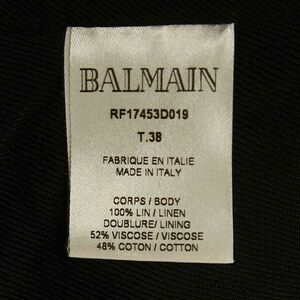 BALMAIN
RF17453D019
T.38
FABRIQUE EN ITALIE
MADE IN ITALY
CORPS / BODY
100% LIN / LINEN
DOUBLURE/ LINING
52% VISCOSE / VISCOSE
48% COTON / COTTON